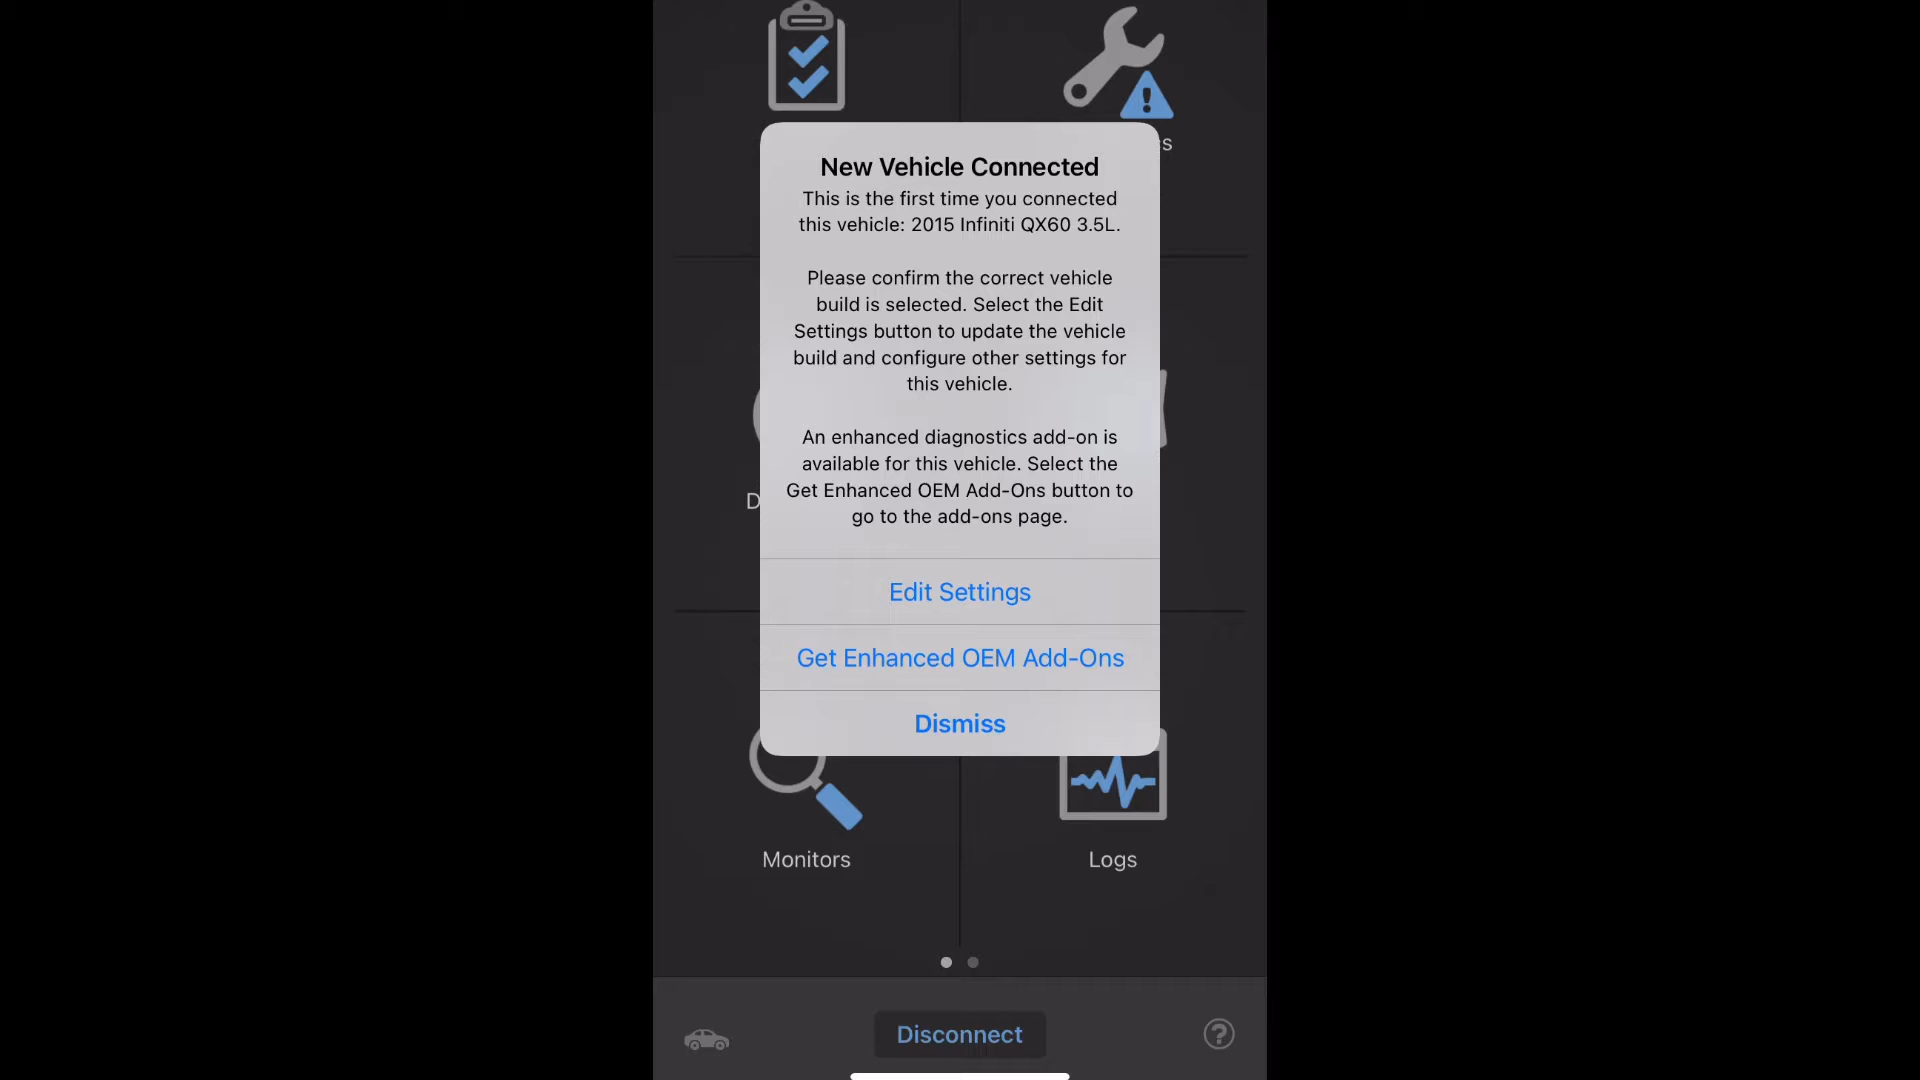 New Vehicle Connected
This is the first time you connected
this vehicle: 2015 Infiniti QX60 3.5L.
Please confirm the correct vehicle
build is selected. Select the Edit
Settings button to update the vehicle
build and configure other settings for
this vehicle.
An enhanced diagnostics add-on is
available for this vehicle. Select the
Get Enhanced OEM Add-Ons button to
go to the add-ons page.
Edit Settings
Get Enhanced OEM Add-Ons
Dismiss
Monitors
Logs
Disconnect